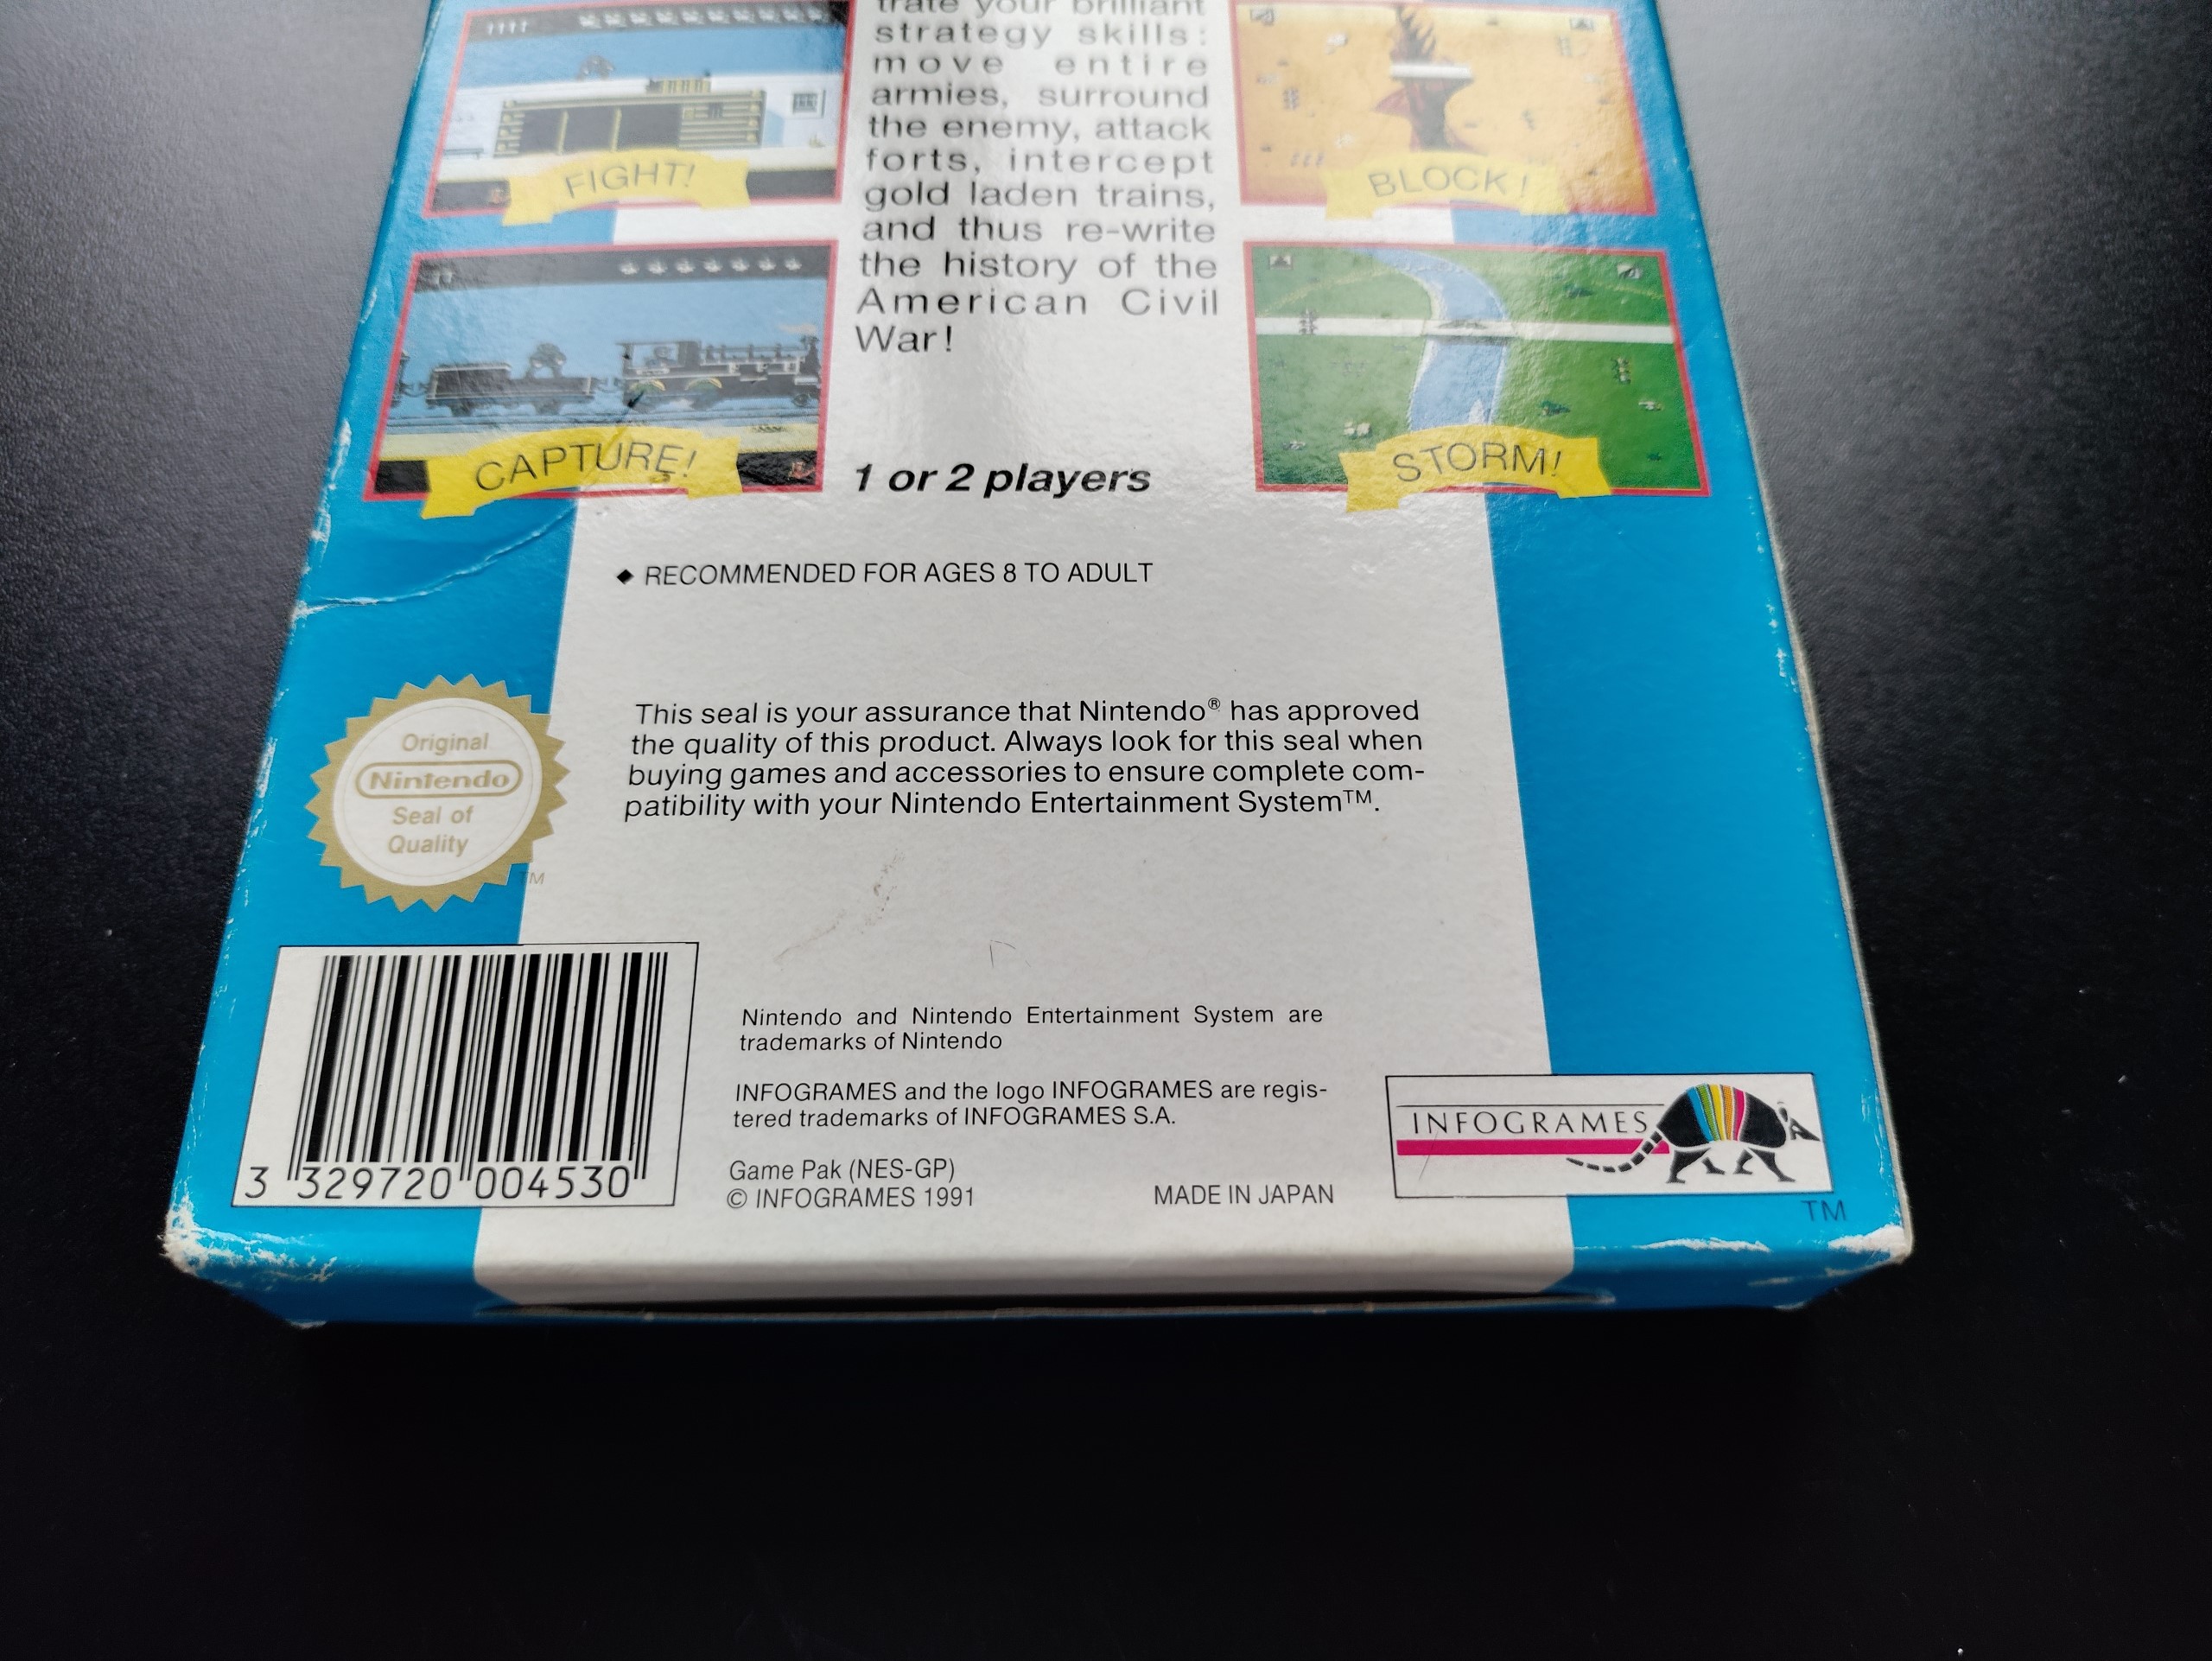 trate your brilliant
strategy skills:
move entire
armies, surround
the enemy, attack
forts, intercept
gold laden trains,
and thus re-write
the history of the
American Civil
War!
FIGHT!
BLOCK!
CAPTURE!
STORM!
1 or 2 players
◆ RECOMMENDED FOR AGES 8 TO ADULT
Original
Nintendo
Seal of
Quality
TM
This seal is your assurance that Nintendo® has approved
the quality of this product. Always look for this seal when
buying games and accessories to ensure complete com-
patibility with your Nintendo Entertainment System™.
3 329720 004530
Nintendo and Nintendo Entertainment System are
trademarks of Nintendo
INFOGRAMES and the logo INFOGRAMES are regis-
tered trademarks of INFOGRAMES S.A.
Game Pak (NES-GP)
© INFOGRAMES 1991
MADE IN JAPAN
INFOGRAMES
TM